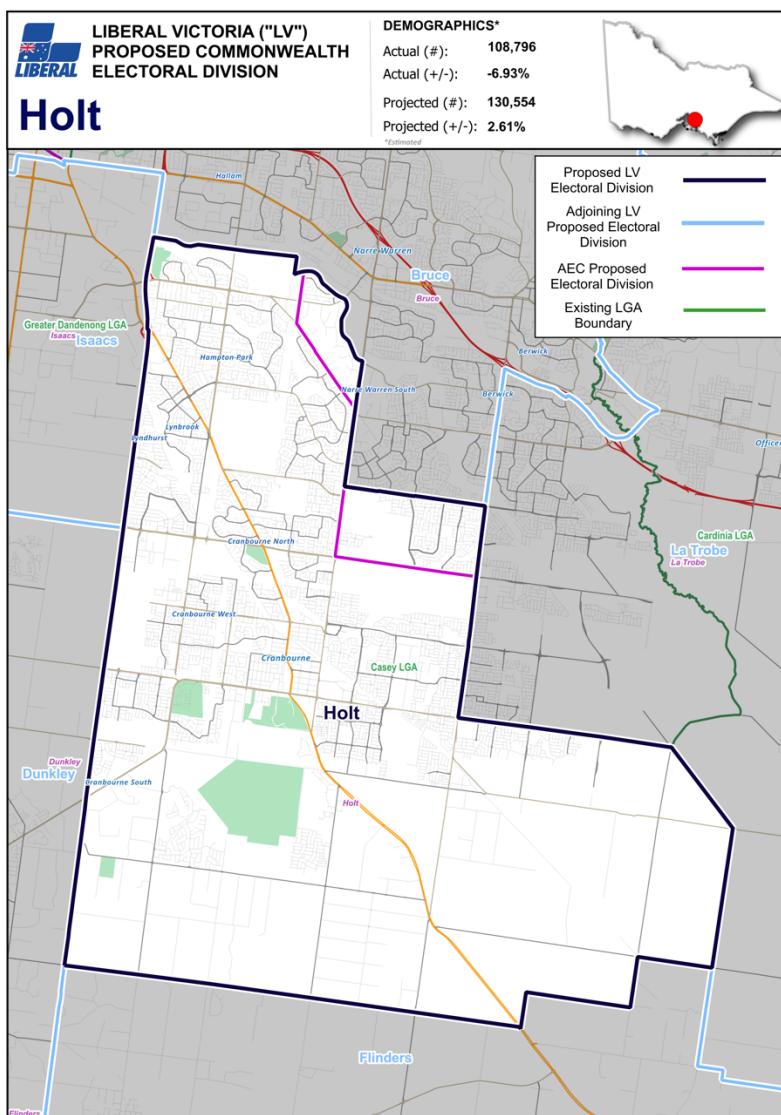 LIBERAL
LIBERAL VICTORIA ("LV")
PROPOSED COMMONWEALTH
ELECTORAL DIVISION
Holt
DEMOGRAPHICS*
Actual (#): 108,796
Actual (+/-): -6.93%
Projected (#): 130,554
Projected (+/-): 2.61%
*Estimated
Proposed LV
Electoral Division
Adjoining LV
Proposed Electoral
Division
AEC Proposed
Electoral Division
Existing LGA
Boundary
Hallam
Narre Warren
Bruce
Bruce
Greater Dandenong LGA
Isaacs
Isaacs
Hampton Park
Narre Warren South
Berwick
Berwick
Lynbrook
Lyndhurst
Officer
Cardinia LGA
La Trobe
La Trobe
Cranbourne North
Cranbourne West
Cranbourne
Casey LGA
Holt
Dunkley
Dunkley
Cranbourne South
Holt
Flinders
Flinders